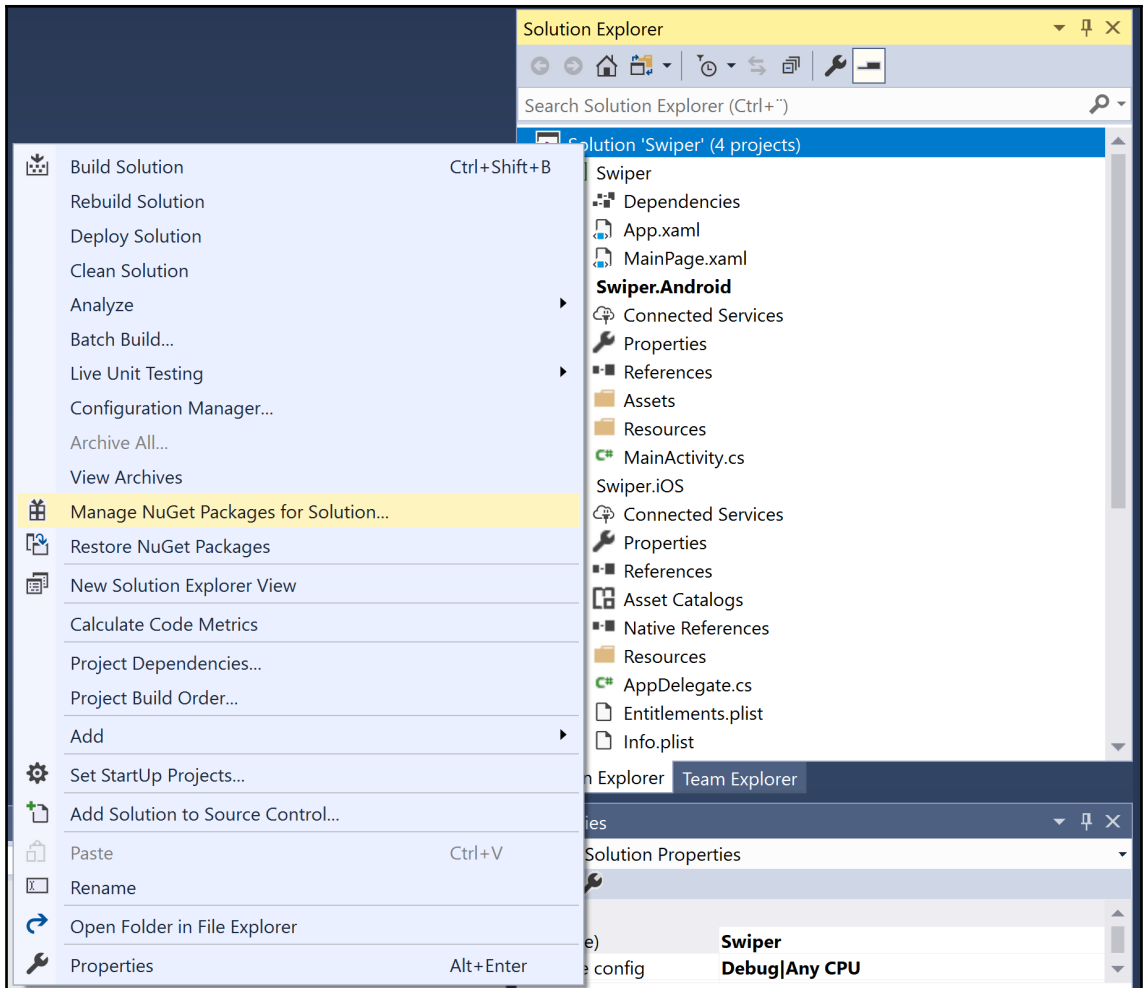 Solution Explorer
Search Solution Explorer (Ctrl+¨)
Solution 'Swiper' (4 projects)
Swiper
Dependencies
App.xaml
MainPage.xaml
Swiper.Android
Connected Services
Properties
References
Assets
Resources
C# MainActivity.cs
Swiper.iOS
Connected Services
Properties
References
Asset Catalogs
Native References
Resources
C# AppDelegate.cs
Entitlements.plist
Info.plist
Explorer
Team Explorer
Build Solution Ctrl+Shift+B
Rebuild Solution
Deploy Solution
Clean Solution
Analyze
Batch Build...
Live Unit Testing
Configuration Manager...
Archive All...
View Archives
Manage NuGet Packages for Solution...
Restore NuGet Packages
New Solution Explorer View
Calculate Code Metrics
Project Dependencies...
Project Build Order...
Add
Set StartUp Projects...
Add Solution to Source Control...
Paste Ctrl+V
Rename
Open Folder in File Explorer
Properties Alt+Enter
Solution Properties
Swiper
config Debug|Any CPU